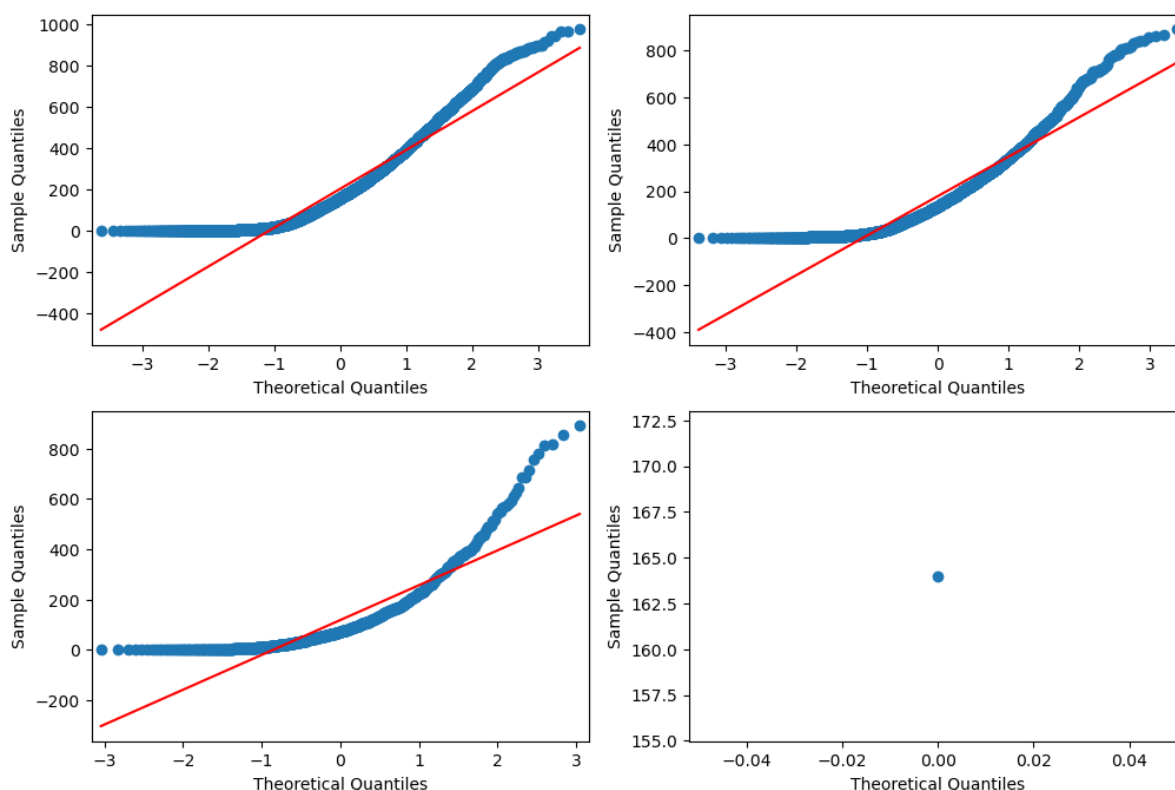 1000
800
600
400
200
0
−200
−400
−3 −2 −1 0 1 2 3
Sample Quantiles
Theoretical Quantiles
800
600
400
200
0
−200
−400
−3 −2 −1 0 1 2 3
Sample Quantiles
Theoretical Quantiles
800
600
400
200
0
−200
−3 −2 −1 0 1 2 3
Sample Quantiles
Theoretical Quantiles
172.5
170.0
167.5
165.0
162.5
160.0
157.5
155.0
−0.04 −0.02 0.00 0.02 0.04
Sample Quantiles
Theoretical Quantiles